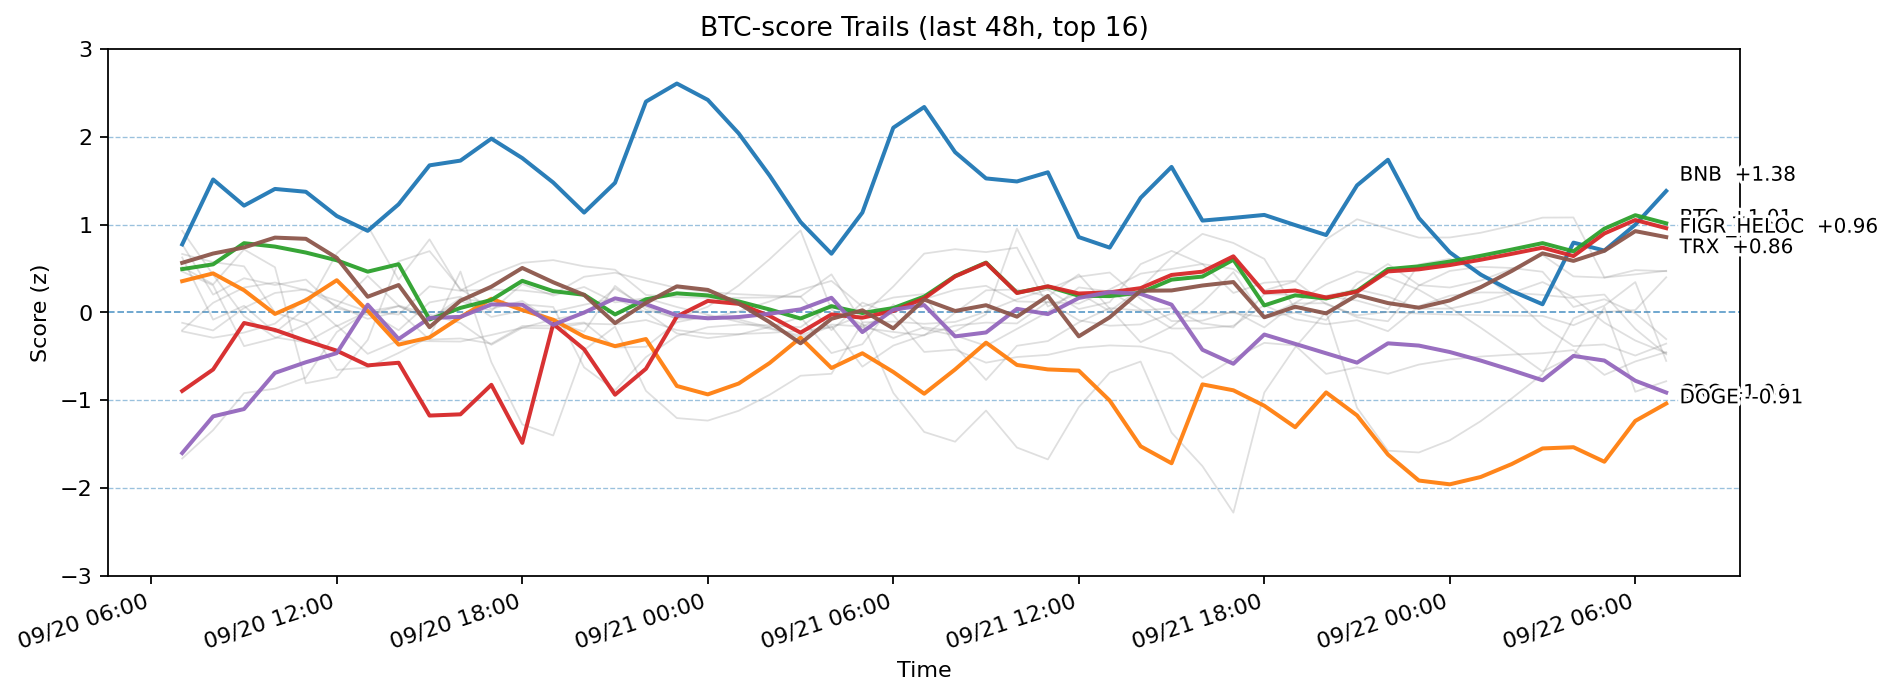 BTC-score Trails (last 48h, top 16)
Score (z)
3
2
1
0
−1
−2
−3
BNB +1.38
FIGR_HELOC +0.96
TRX +0.86
DOGE -0.91
09/20 06:00
09/20 12:00
09/20 18:00
09/21 00:00
09/21 06:00
09/21 12:00
09/21 18:00
09/22 00:00
09/22 06:00
Time